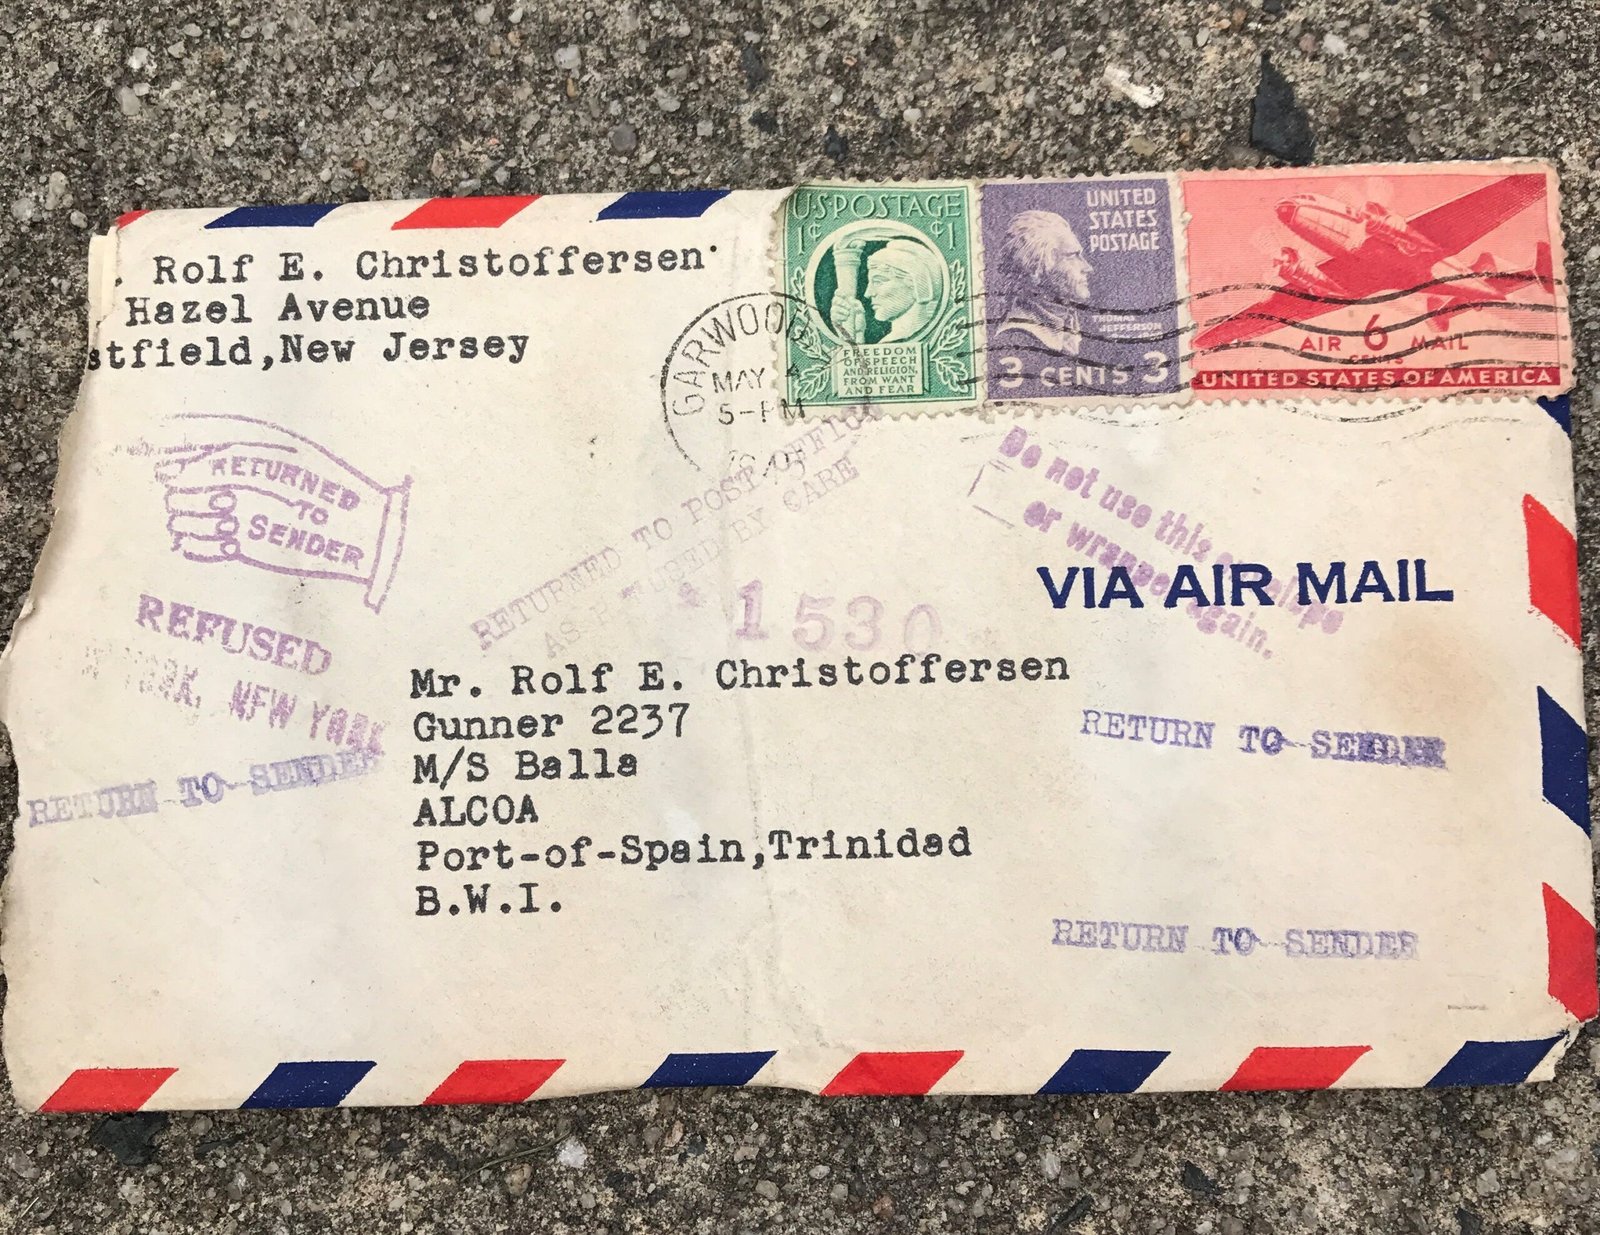 . Rolf E. Christoffersen
Hazel Avenue
stfield, New Jersey
U.S. POSTAGE
1¢ ¢1
FREEDOM
OF SPEECH
AND RELIGION,
FROM WANT
AND FEAR
UNITED
STATES
POSTAGE
THOMAS
JEFFERSON
3 CENTS 3
AIR 6 MAIL
CENTS
UNITED STATES OF AMERICA
GARWOOD
MAY 4
5-PM
RETURNED
TO
SENDER
REFUSED
YORK, NEW YORK
RETURN TO SENDER
RETURNED TO POST OFFICE
AS REFUSED BY CARE
1530
Do not use this envelope
or wrapper again.
VIA AIR MAIL
Mr. Rolf E. Christoffersen
Gunner 2237
M/S Balla
ALCOA
Port-of-Spain,Trinidad
B.W.I.
RETURN TO SENDER
RETURN TO SENDER